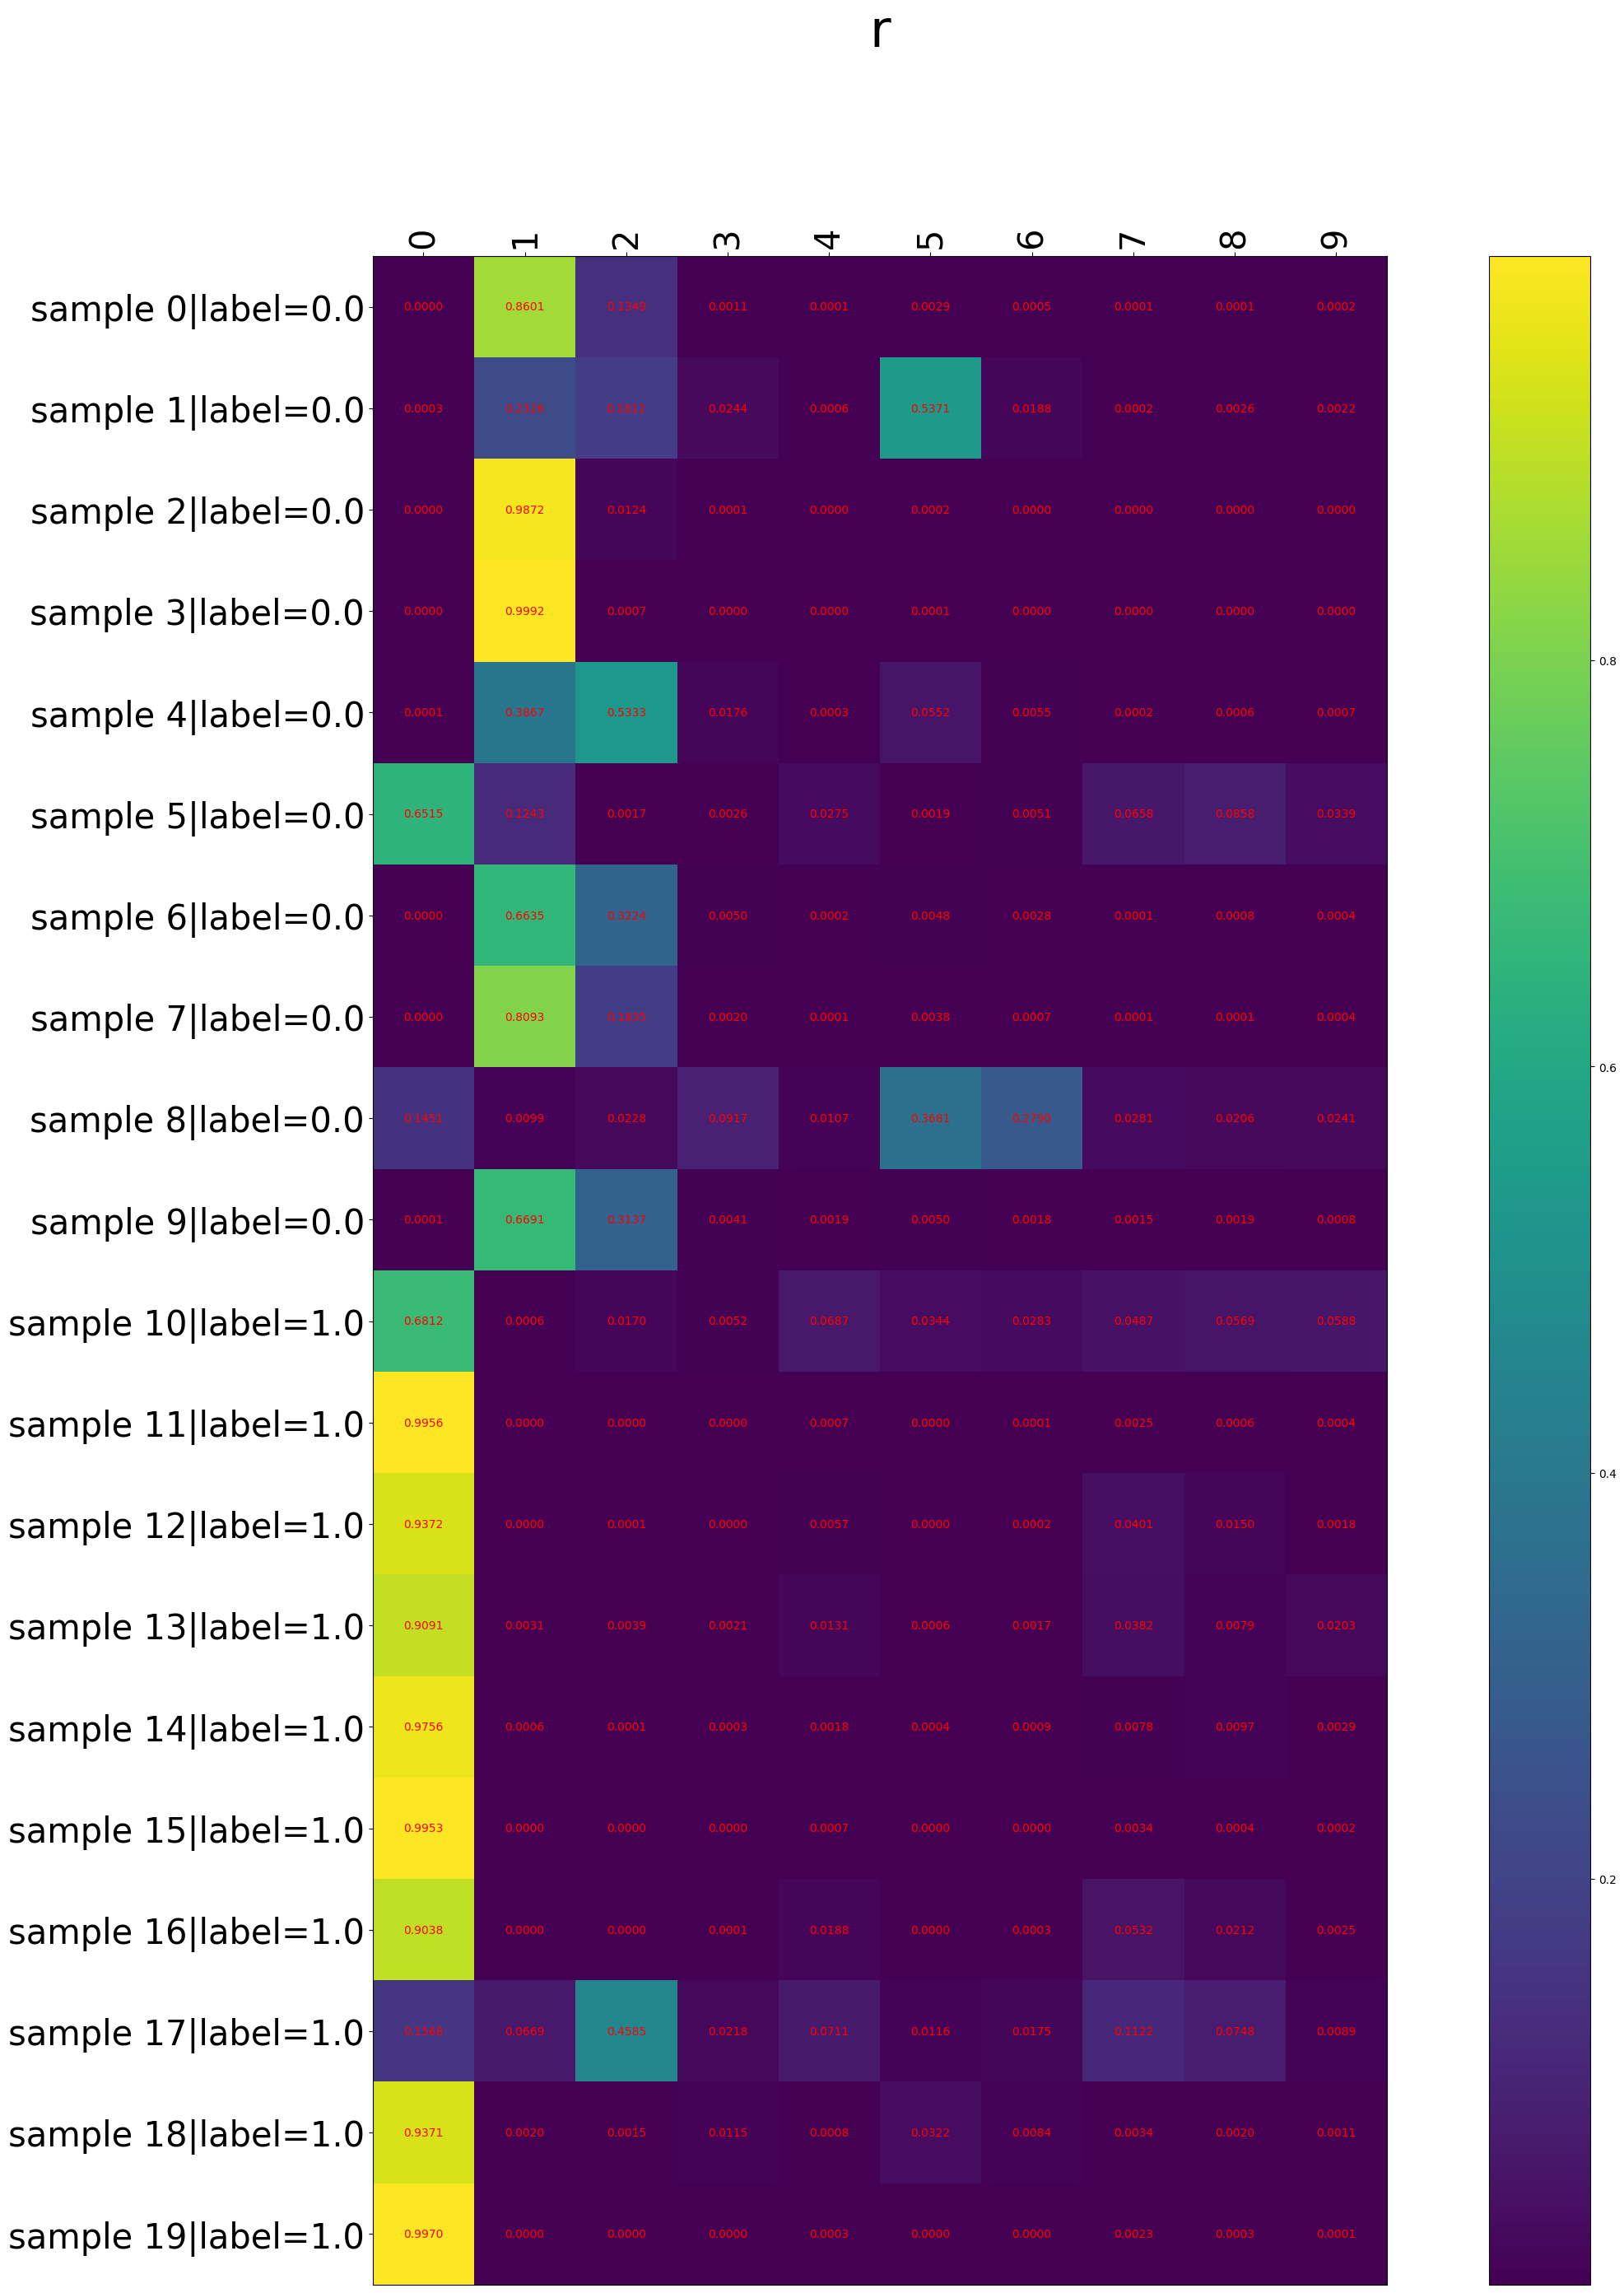 r
0 1 2 3 4 5 6 7 8 9
sample 0|label=0.0 0.0000 0.8601 0.1349 0.0011 0.0001 0.0029 0.0005 0.0001 0.0001 0.0002
sample 1|label=0.0 0.0003 0.2326 0.1812 0.0244 0.0006 0.5371 0.0188 0.0002 0.0026 0.0022
sample 2|label=0.0 0.0000 0.9872 0.0124 0.0001 0.0000 0.0002 0.0000 0.0000 0.0000 0.0000
sample 3|label=0.0 0.0000 0.9992 0.0007 0.0000 0.0000 0.0001 0.0000 0.0000 0.0000 0.0000
0.8
sample 4|label=0.0 0.0001 0.3867 0.5333 0.0176 0.0003 0.0552 0.0055 0.0002 0.0006 0.0007
sample 5|label=0.0 0.6515 0.1243 0.0017 0.0026 0.0275 0.0019 0.0051 0.0658 0.0858 0.0339
sample 6|label=0.0 0.0000 0.6635 0.3224 0.0050 0.0002 0.0048 0.0028 0.0001 0.0008 0.0004
sample 7|label=0.0 0.0000 0.8093 0.1935 0.0020 0.0001 0.0038 0.0007 0.0001 0.0001 0.0004
0.6
sample 8|label=0.0 0.1451 0.0099 0.0228 0.0917 0.0107 0.3681 0.2790 0.0281 0.0206 0.0241
sample 9|label=0.0 0.0001 0.6691 0.3137 0.0041 0.0019 0.0050 0.0018 0.0015 0.0019 0.0008
sample 10|label=1.0 0.6812 0.0006 0.0170 0.0052 0.0687 0.0344 0.0283 0.0487 0.0569 0.0588
sample 11|label=1.0 0.9956 0.0000 0.0000 0.0000 0.0007 0.0000 0.0001 0.0025 0.0006 0.0004
0.4
sample 12|label=1.0 0.9372 0.0000 0.0001 0.0000 0.0057 0.0000 0.0002 0.0401 0.0150 0.0018
sample 13|label=1.0 0.9091 0.0031 0.0039 0.0021 0.0131 0.0006 0.0017 0.0382 0.0079 0.0203
sample 14|label=1.0 0.9756 0.0006 0.0001 0.0003 0.0018 0.0004 0.0009 0.0078 0.0097 0.0029
sample 15|label=1.0 0.9953 0.0000 0.0000 0.0000 0.0007 0.0000 0.0000 0.0034 0.0004 0.0002
0.2
sample 16|label=1.0 0.9038 0.0000 0.0000 0.0001 0.0188 0.0000 0.0003 0.0532 0.0212 0.0025
sample 17|label=1.0 0.0669 0.4585 0.0218 0.0711 0.0116 0.0175 0.1122 0.0748 0.0089
sample 18|label=1.0 0.9371 0.0020 0.0015 0.0115 0.0008 0.0322 0.0084 0.0034 0.0020 0.0011
sample 19|label=1.0 0.9970 0.0000 0.0000 0.0000 0.0003 0.0000 0.0000 0.0023 0.0003 0.0001